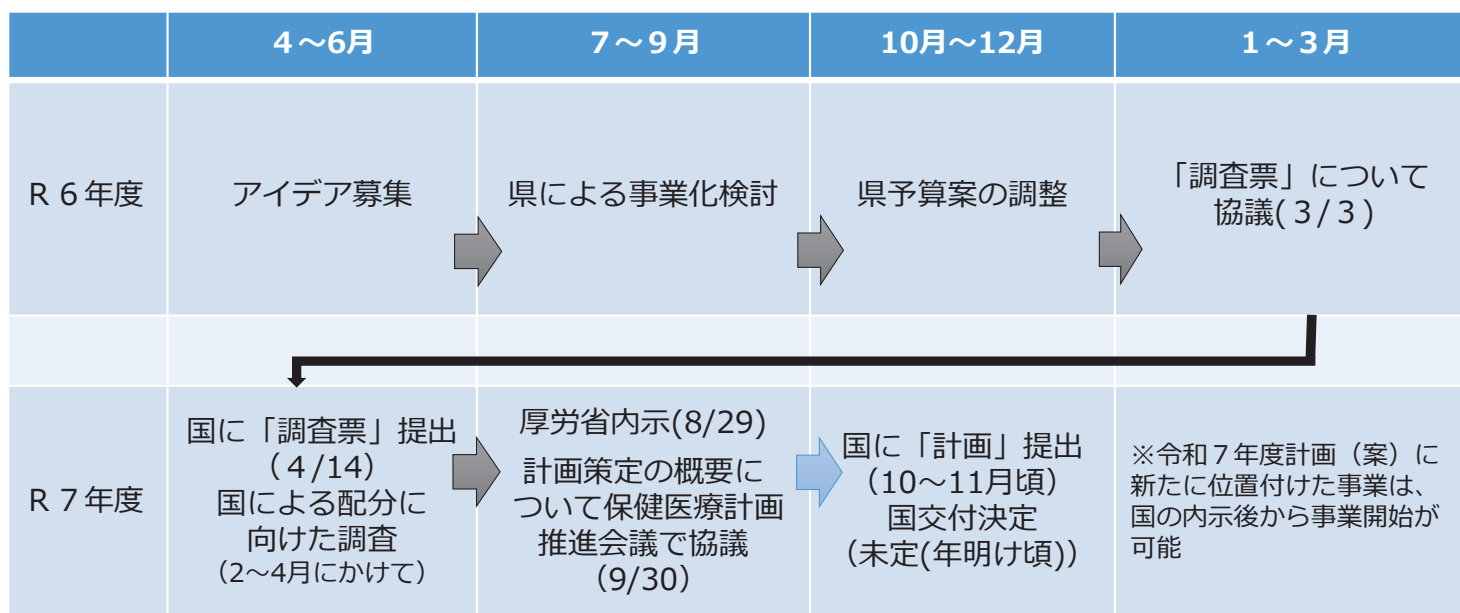 4～6月
7～9月
10月～12月
1～3月
R6年度
アイデア募集
県による事業化検討
県予算案の調整
「調査票」について
協議(3/3)
R7年度
国に「調査票」提出
（4/14）
国による配分に
向けた調査
（2～4月にかけて）
厚労省内示(8/29)
計画策定の概要に
ついて保健医療計画
推進会議で協議
（9/30）
国に「計画」提出
（10～11月頃）
国交付決定
（未定(年明け頃)）
※令和７年度計画（案）に
新たに位置付けた事業は、
国の内示後から事業開始が
可能